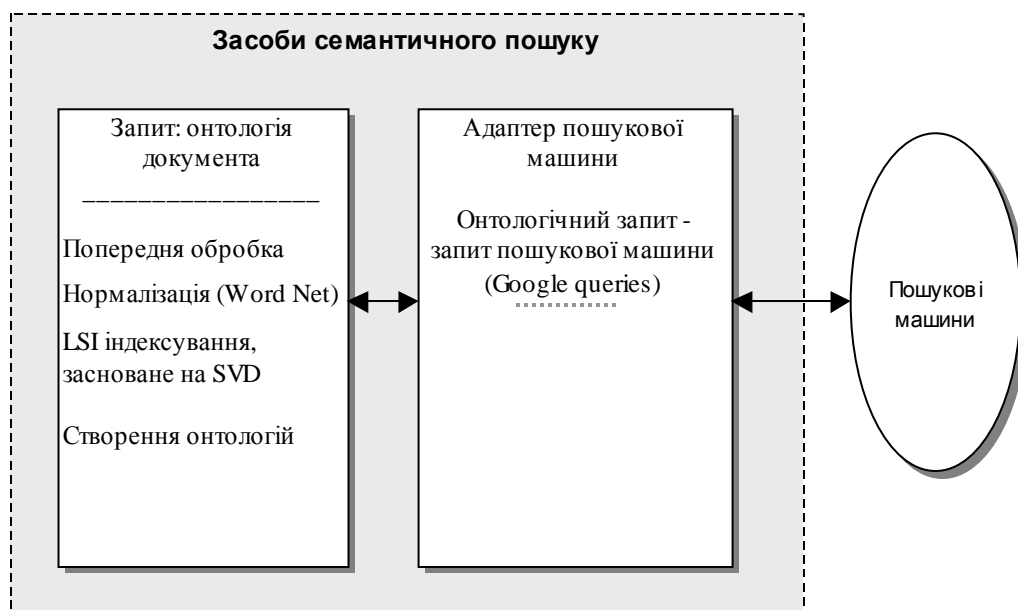 Засоби семантичного пошуку
Запит: онтологія
документа
_________________
Попередня обробка
Нормалізація (Word Net)
LSI індексування,
засноване на SVD
Створення онтологій
Адаптер пошукової
машини
Онтологічний запит -
запит пошукової машини
(Google queries)
Пошукові
машини